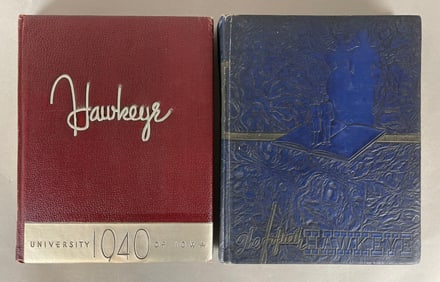 Hawkeye
UNIVERSITY 1940 OF IOWA
The Fiftieth HAWKEYE